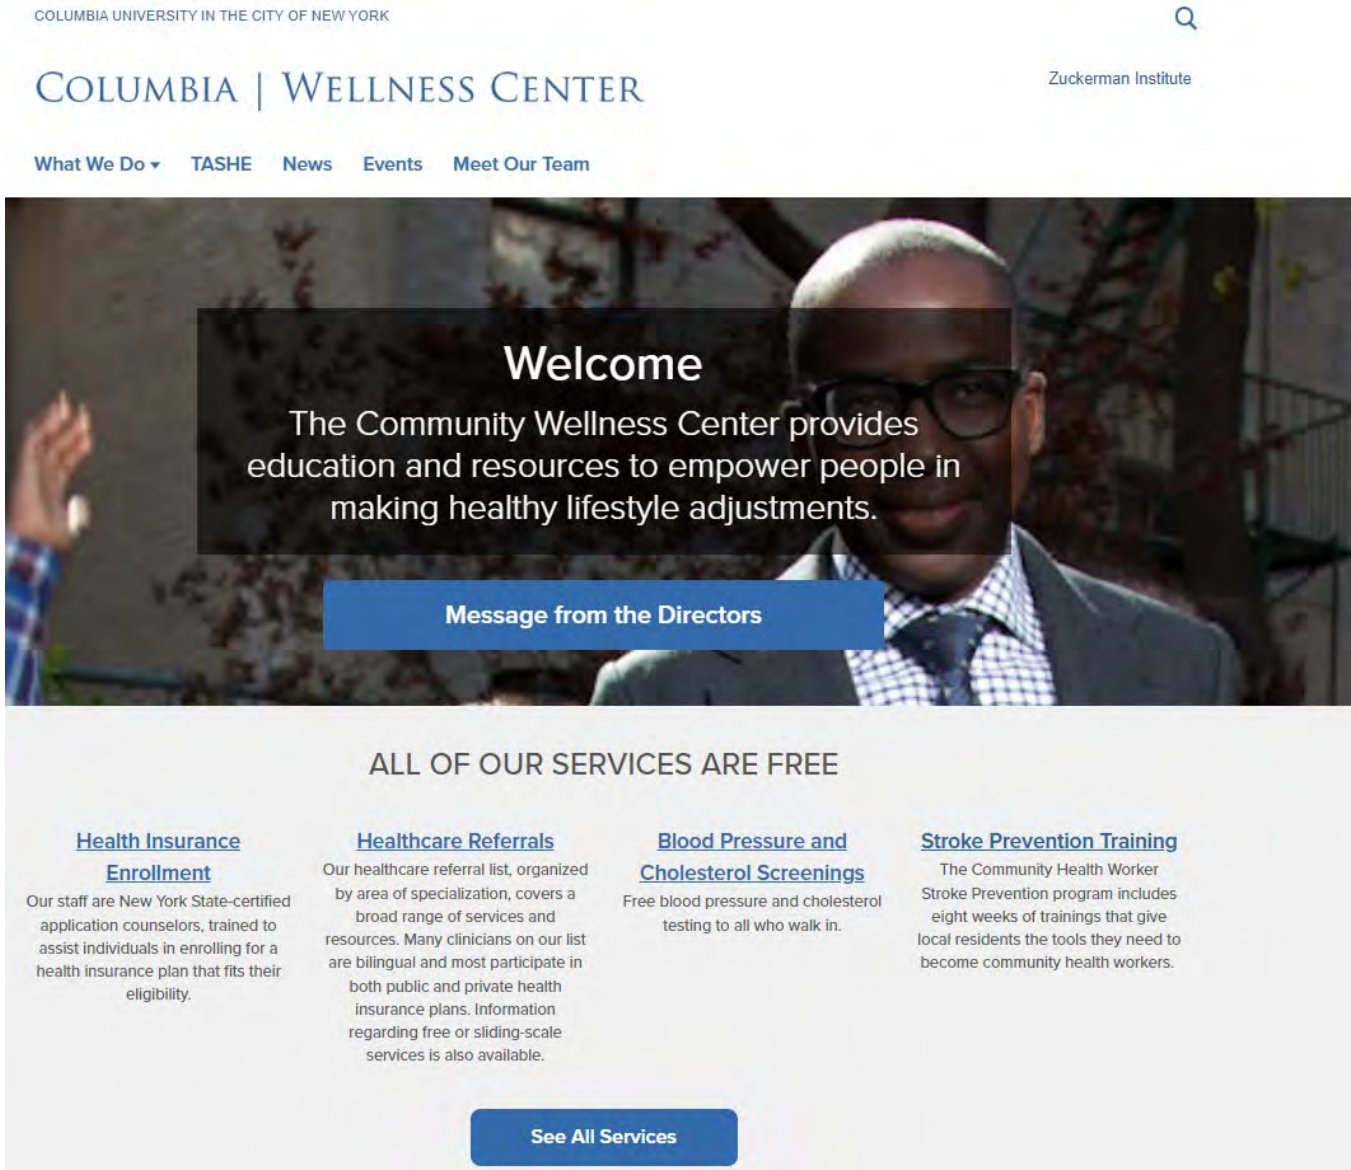 COLUMBIA UNIVERSITY IN THE CITY OF NEW YORK
COLUMBIA | WELLNESS CENTER
Zuckerman Institute
What We Do TASHE News Events Meet Our Team
Welcome
The Community Wellness Center provides
education and resources to empower people in
making healthy lifestyle adjustments.
Message from the Directors
ALL OF OUR SERVICES ARE FREE
Health Insurance
Enrollment
Our staff are New York State-certified
application counselors, trained to
assist individuals in enrolling for a
health insurance plan that fits their
eligibility.
Healthcare Referrals
Our healthcare referral list, organized
by area of specialization, covers a
broad range of services and
resources. Many clinicians on our list
are bilingual and most participate in
both public and private health
insurance plans. Information
regarding free or sliding-scale
services is also available.
Blood Pressure and
Cholesterol Screenings
Free blood pressure and cholesterol
testing to all who walk in.
Stroke Prevention Training
The Community Health Worker
Stroke Prevention program includes
eight weeks of trainings that give
local residents the tools they need to
become community health workers.
See All Services